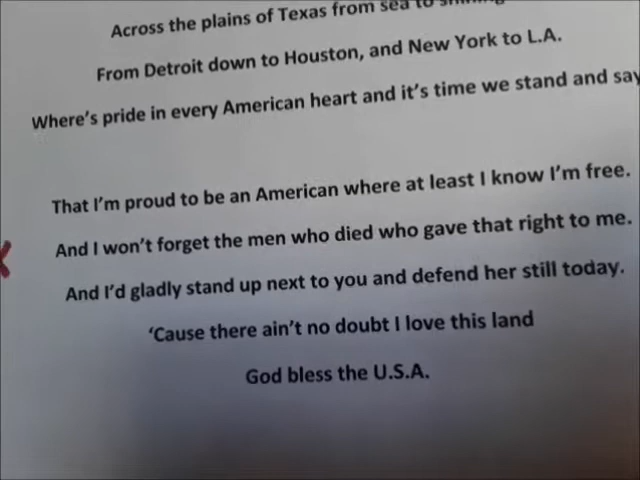 Across the plains of Texas from sea to
From Detroit down to Houston, and New York to L.A.
Where's pride in every American heart and it's time we stand and say
That I'm proud to be an American where at least I know I'm free.
And I won't forget the men who died who gave that right to me.
And I'd gladly stand up next to you and defend her still today.
‘Cause there ain't no doubt I love this land
God bless the U.S.A.